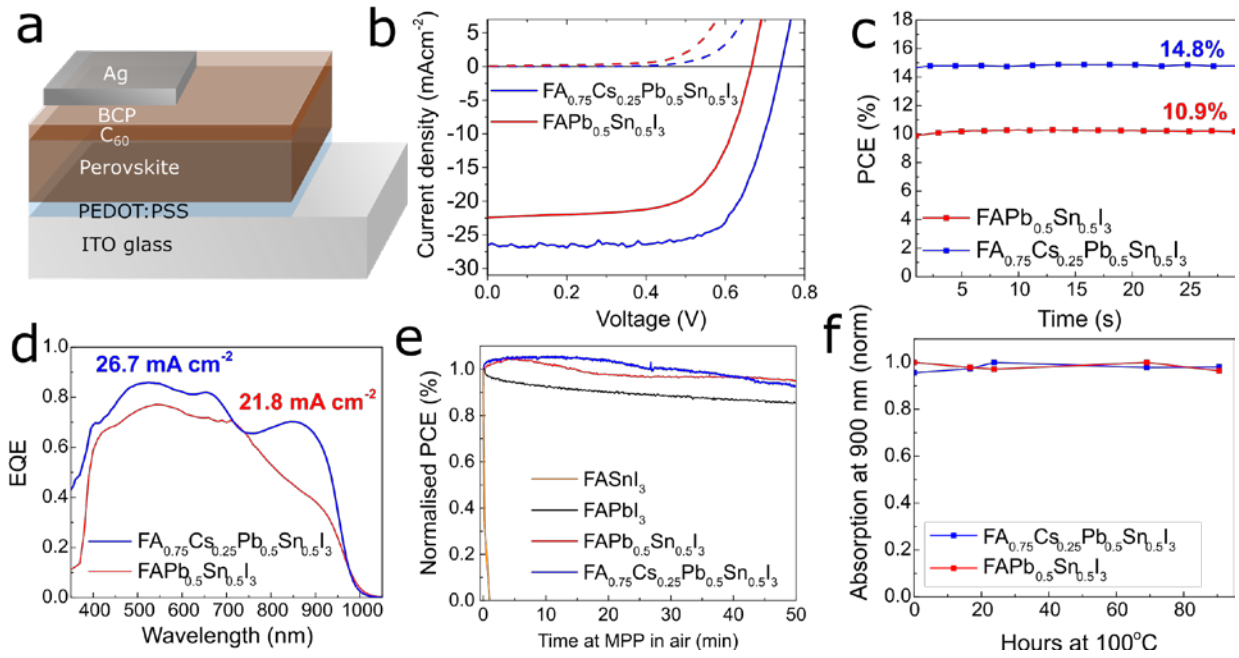 a
Ag
BCP
C60
Perovskite
PEDOT:PSS
ITO glass
b
Current density (mAcm-2)
5
0
-5
-10
-15
-20
-25
-30
FA0.75Cs0.25Pb0.5Sn0.5I3
FAPb0.5Sn0.5I3
0.0
0.2
0.4
0.6
0.8
Voltage (V)
c
PCE (%)
18
16
14
12
10
8
6
4
2
0
14.8%
10.9%
FAPb0.5Sn0.5I3
FA0.75Cs0.25Pb0.5Sn0.5I3
5
10
15
20
25
Time (s)
d
EQE
1.0
0.8
0.6
0.4
0.2
0.0
26.7 mA cm-2
21.8 mA cm-2
FA0.75Cs0.25Pb0.5Sn0.5I3
FAPb0.5Sn0.5I3
400 500 600 700 800 900 1000
Wavelength (nm)
e
Normalised PCE (%)
1.0
0.8
0.6
0.4
0.2
0.0
FASnI3
FAPbI3
FAPb0.5Sn0.5I3
FA0.75Cs0.25Pb0.5Sn0.5I3
0
10
20
30
40
50
Time at MPP in air (min)
f
Absorption at 900 nm (norm)
1.0
0.8
0.6
0.4
0.2
0.0
FA0.75Cs0.25Pb0.5Sn0.5I3
FAPb0.5Sn0.5I3
0
20
40
60
80
Hours at 100°C